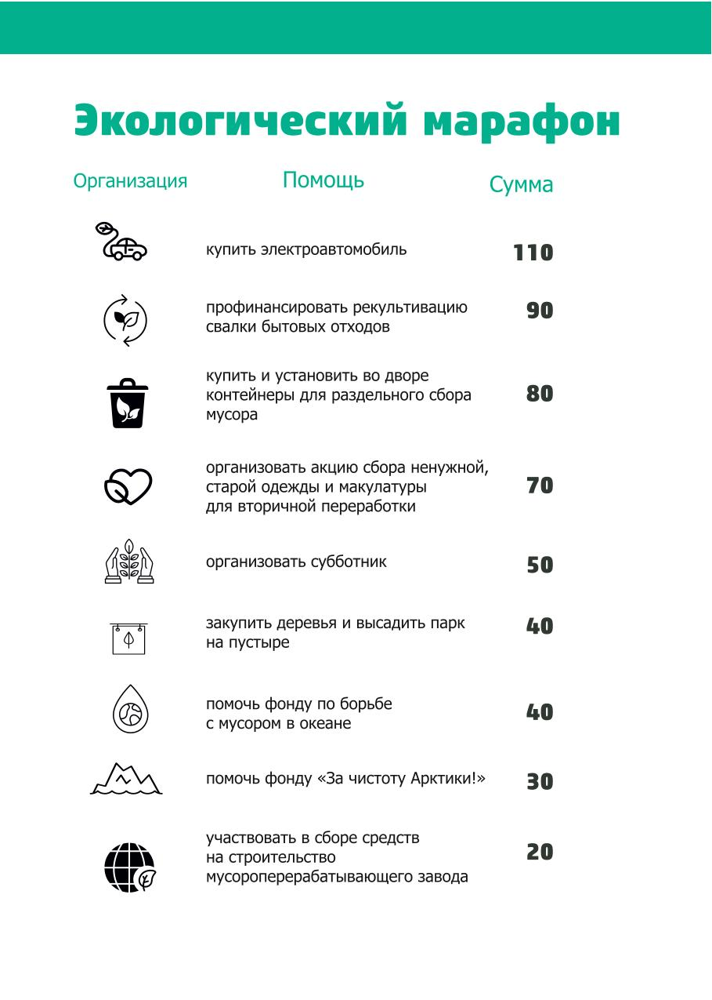 Экологический марафон
Организация Помощь Сумма
купить электроавтомобиль 110
профинансировать рекультивацию 90
свалки бытовых отходов
купить и установить во дворе
контейнеры для раздельного сбора 80
мусора
организовать акцию сбора ненужной,
старой одежды и макулатуры 70
для вторичной переработки
организовать субботник 50
закупить деревья и высадить парк 40
на пустыре
помочь фонду по борьбе 40
с мусором в океане
помочь фонду «За чистоту Арктики!» 30
участвовать в сборе средств
на строительство 20
мусороперерабатывающего завода